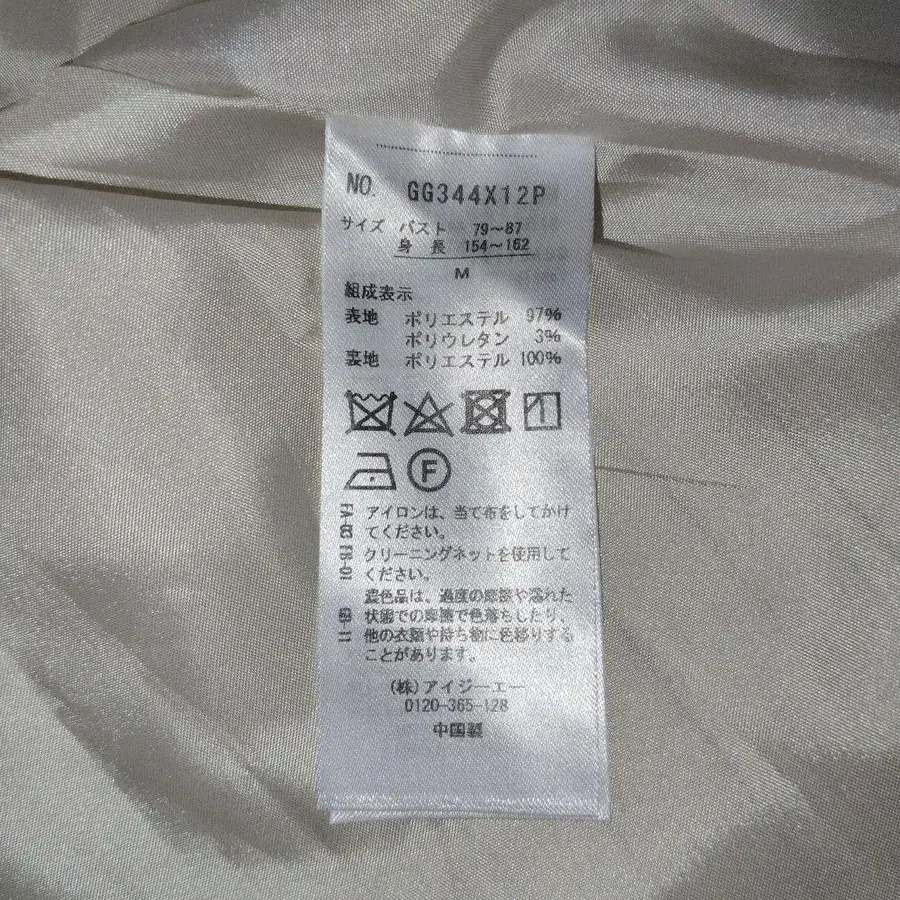 NO. GG344X12P
サイズ バスト 79〜87
身長 154〜162
M
組成表示
表地 ポリエステル 97%
ポリウレタン 3%
裏地 ポリエステル 100%
F
アイロンは、当て布をしてかけ
てください。
クリーニングネットを使用して
ください。
濃色品は、過度の摩擦や濡れた
状態での摩擦で色落ちしたり、
他の衣類や持ち物に色移りする
ことがあります。
(株)アイジーエー
0120-365-128
中国製